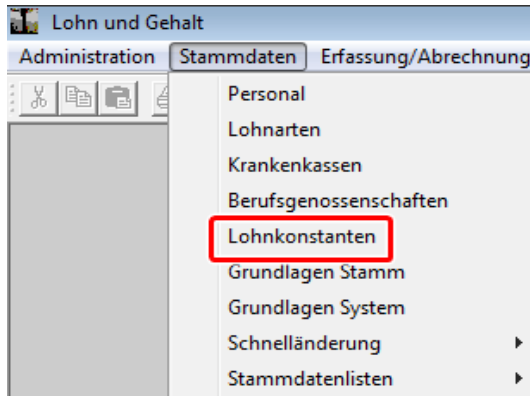 Lohn und Gehalt
Administration Stammdaten Erfassung/Abrechnung
Personal
Lohnarten
Krankenkassen
Berufsgenossenschaften
Lohnkonstanten
Grundlagen Stamm
Grundlagen System
Schnelländerung
Stammdatenlisten